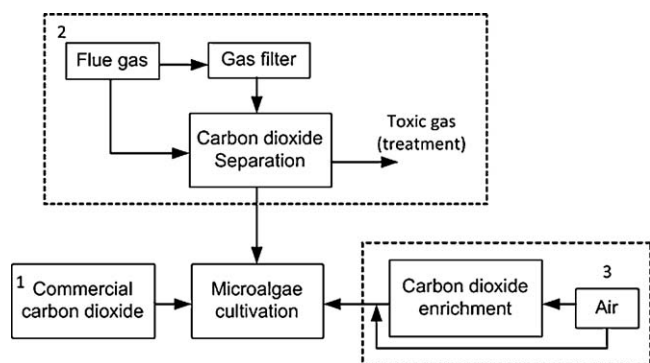 2
Flue gas
Gas filter
Carbon dioxide
Separation
Toxic gas
(treatment)
1
Commercial
carbon dioxide
Microalgae
cultivation
Carbon dioxide
enrichment
3
Air